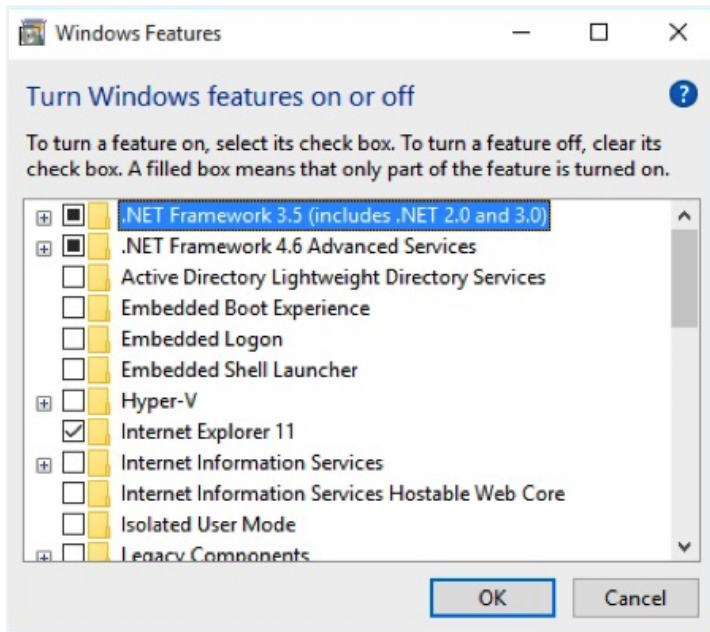 Windows Features
Turn Windows features on or off
?
To turn a feature on, select its check box. To turn a feature off, clear its
check box. A filled box means that only part of the feature is turned on.
.NET Framework 3.5 (includes .NET 2.0 and 3.0)
.NET Framework 4.6 Advanced Services
Active Directory Lightweight Directory Services
Embedded Boot Experience
Embedded Logon
Embedded Shell Launcher
Hyper-V
Internet Explorer 11
Internet Information Services
Internet Information Services Hostable Web Core
Isolated User Mode
Legacy Components
OK Cancel